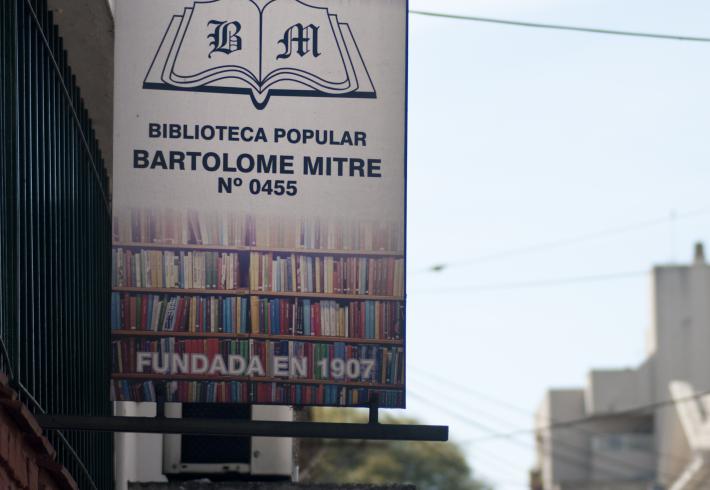 B M
BIBLIOTECA POPULAR
BARTOLOME MITRE
Nº 0455
FUNDADA EN 1907